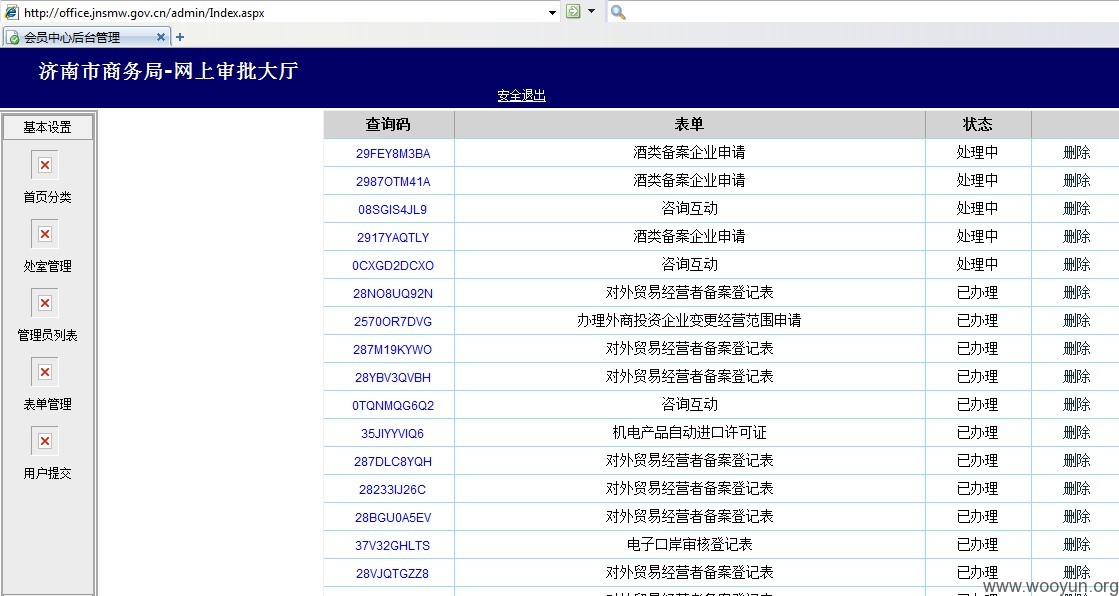 http://office.jnsmw.gov.cn/admin/Index.aspx
会员中心后台管理
济南市商务局-网上审批大厅
安全退出
基本设置
首页分类
处室管理
管理员列表
表单管理
用户提交
查询码 表单 状态
29FEY8M3BA 酒类备案企业申请 处理中 删除
2987OTM41A 酒类备案企业申请 处理中 删除
08SGIS4JL9 咨询互动 处理中 删除
2917YAQTLY 酒类备案企业申请 处理中 删除
0CXGD2DCXO 咨询互动 处理中 删除
28NO8UQ92N 对外贸易经营者备案登记表 已办理 删除
2570OR7DVG 办理外商投资企业变更经营范围申请 已办理 删除
287M19KYWO 对外贸易经营者备案登记表 已办理 删除
28YBV3QVBH 对外贸易经营者备案登记表 已办理 删除
0TQNMQG6Q2 咨询互动 已办理 删除
35JIYYVIQ6 机电产品自动进口许可证 已办理 删除
287DLC8YQH 对外贸易经营者备案登记表 已办理 删除
28233IJ26C 对外贸易经营者备案登记表 已办理 删除
28BGU0A5EV 对外贸易经营者备案登记表 已办理 删除
37V32GHLTS 电子口岸审核登记表 已办理 删除
28VJQTGZZ8 对外贸易经营者备案登记表 已办理 删除
www.wooyun.org